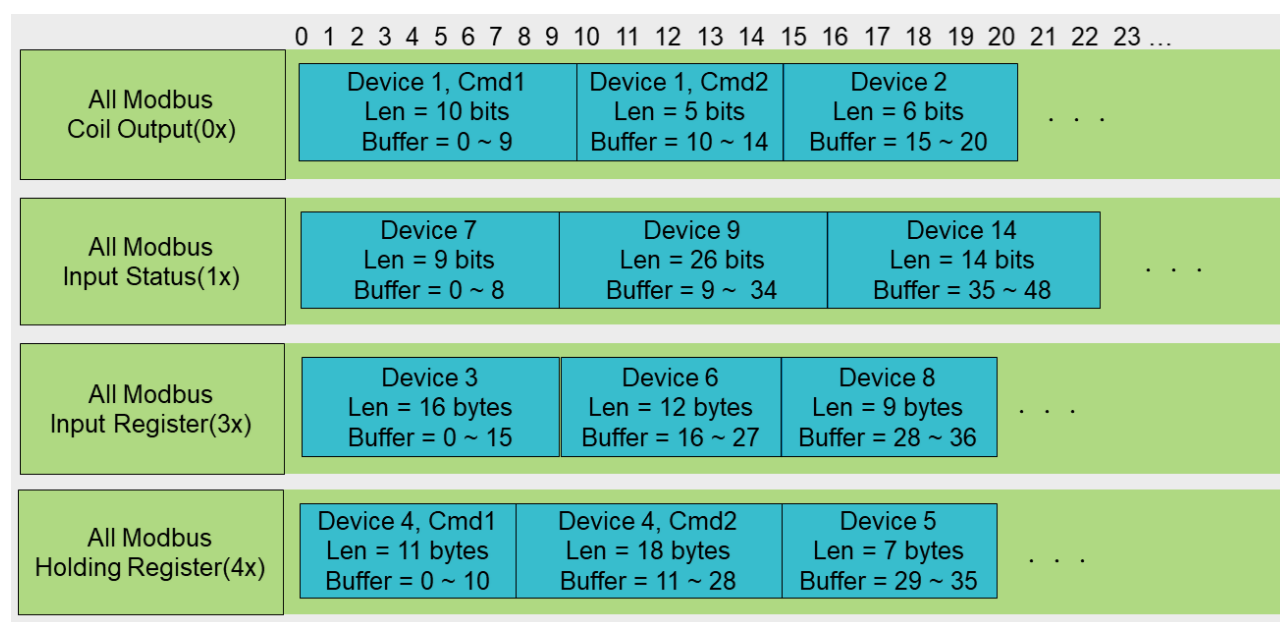 0 1 2 3 4 5 6 7 8 9 10 11 12 13 14 15 16 17 18 19 20 21 22 23 ...
All Modbus
Coil Output(0x)
Device 1, Cmd1
Len = 10 bits
Buffer = 0 ~ 9
Device 1, Cmd2
Len = 5 bits
Buffer = 10 ~ 14
Device 2
Len = 6 bits
Buffer = 15 ~ 20
. . .
All Modbus
Input Status(1x)
Device 7
Len = 9 bits
Buffer = 0 ~ 8
Device 9
Len = 26 bits
Buffer = 9 ~ 34
Device 14
Len = 14 bits
Buffer = 35 ~ 48
. . .
All Modbus
Input Register(3x)
Device 3
Len = 16 bytes
Buffer = 0 ~ 15
Device 6
Len = 12 bytes
Buffer = 16 ~ 27
Device 8
Len = 9 bytes
Buffer = 28 ~ 36
. . .
All Modbus
Holding Register(4x)
Device 4, Cmd1
Len = 11 bytes
Buffer = 0 ~ 10
Device 4, Cmd2
Len = 18 bytes
Buffer = 11 ~ 28
Device 5
Len = 7 bytes
Buffer = 29 ~ 35
. . .